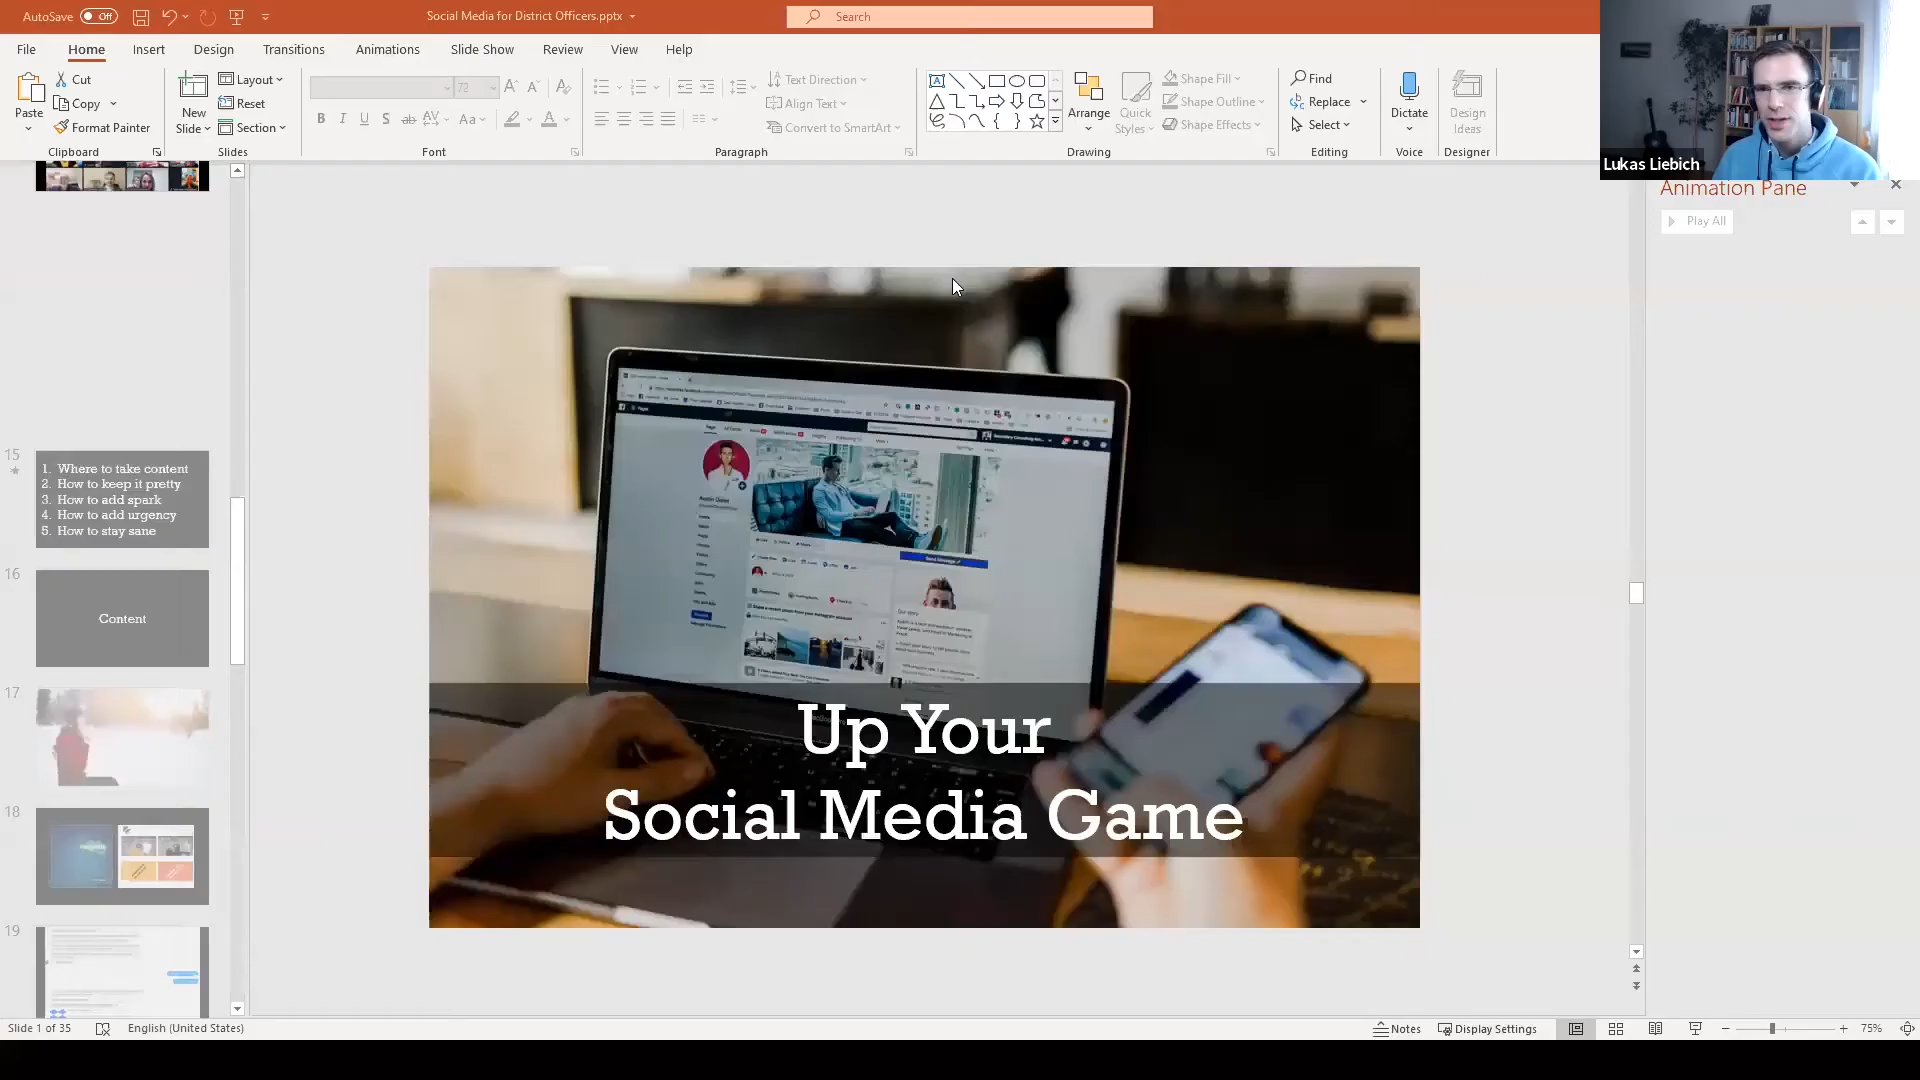 AutoSave Off
Social Media for District Officers.pptx
Search
File Home Insert Design Transitions Animations Slide Show Review View Help
Paste
Cut
Copy
Format Painter
Clipboard
New Slide
Layout
Reset
Section
Slides
72
B I U S ab AV Aa A
Font
Text Direction
Align Text
Convert to SmartArt
Paragraph
Arrange
Quick Styles
Shape Fill
Shape Outline
Shape Effects
Drawing
Find
Replace
Select
Editing
Dictate
Voice
Design Ideas
Designer
Lukas Liebich
Animation Pane
Play All
15
1. Where to take content
2. How to keep it pretty
3. How to add spark
4. How to add urgency
5. How to stay sane
16
Content
17
18
19
Up Your
Social Media Game
Slide 1 of 35
English (United States)
Notes
Display Settings
75%